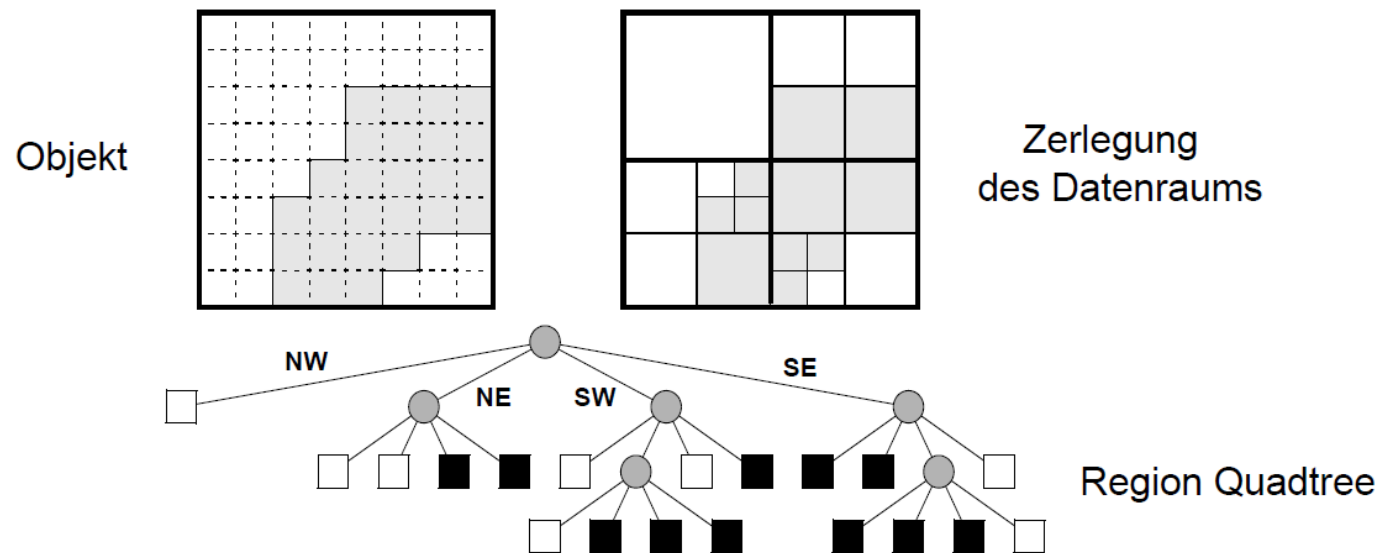 Objekt
Zerlegung
des Datenraums
NW
NE
SW
SE
Region Quadtree